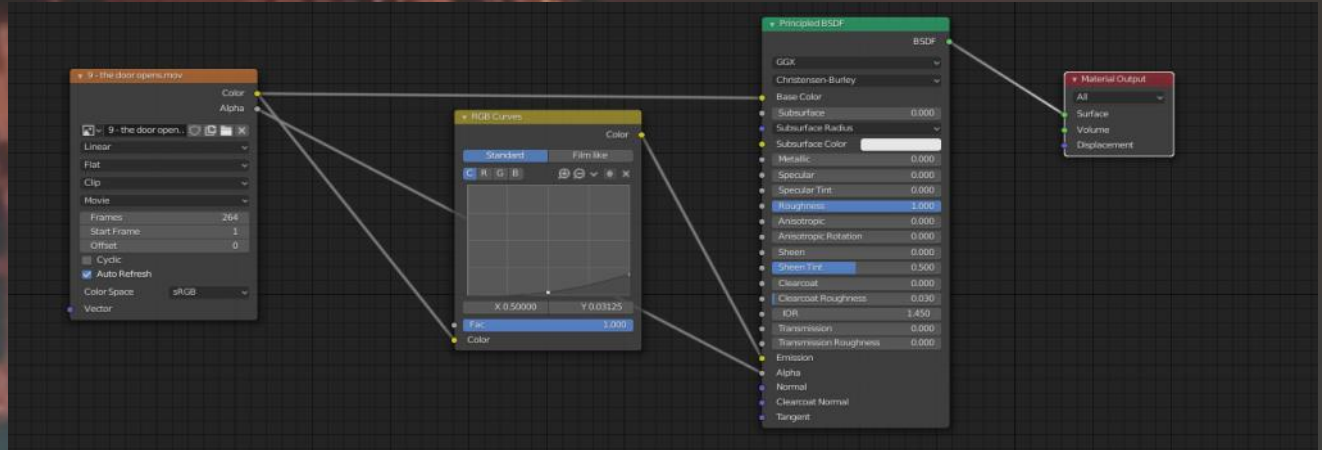 9 - the door opens.mov
Color
Alpha
9 - the door open..
Linear
Flat
Clip
Movie
Frames 264
Start Frame 1
Offset 0
Cyclic
Auto Refresh
Color Space sRGB
Vector
RGB Curves
Color
Standard Film like
C R G B
X 0.50000 Y 0.03125
Fac 1.000
Color
Principled BSDF
BSDF
GGX
Christensen-Burley
Base Color
Subsurface 0.000
Subsurface Radius
Subsurface Color
Metallic 0.000
Specular 0.000
Specular Tint 0.000
Roughness 1.000
Anisotropic 0.000
Anisotropic Rotation 0.000
Sheen 0.000
Sheen Tint 0.500
Clearcoat 0.000
Clearcoat Roughness 0.030
IOR 1.450
Transmission 0.000
Transmission Roughness 0.000
Emission
Alpha
Normal
Clearcoat Normal
Tangent
Material Output
All
Surface
Volume
Displacement